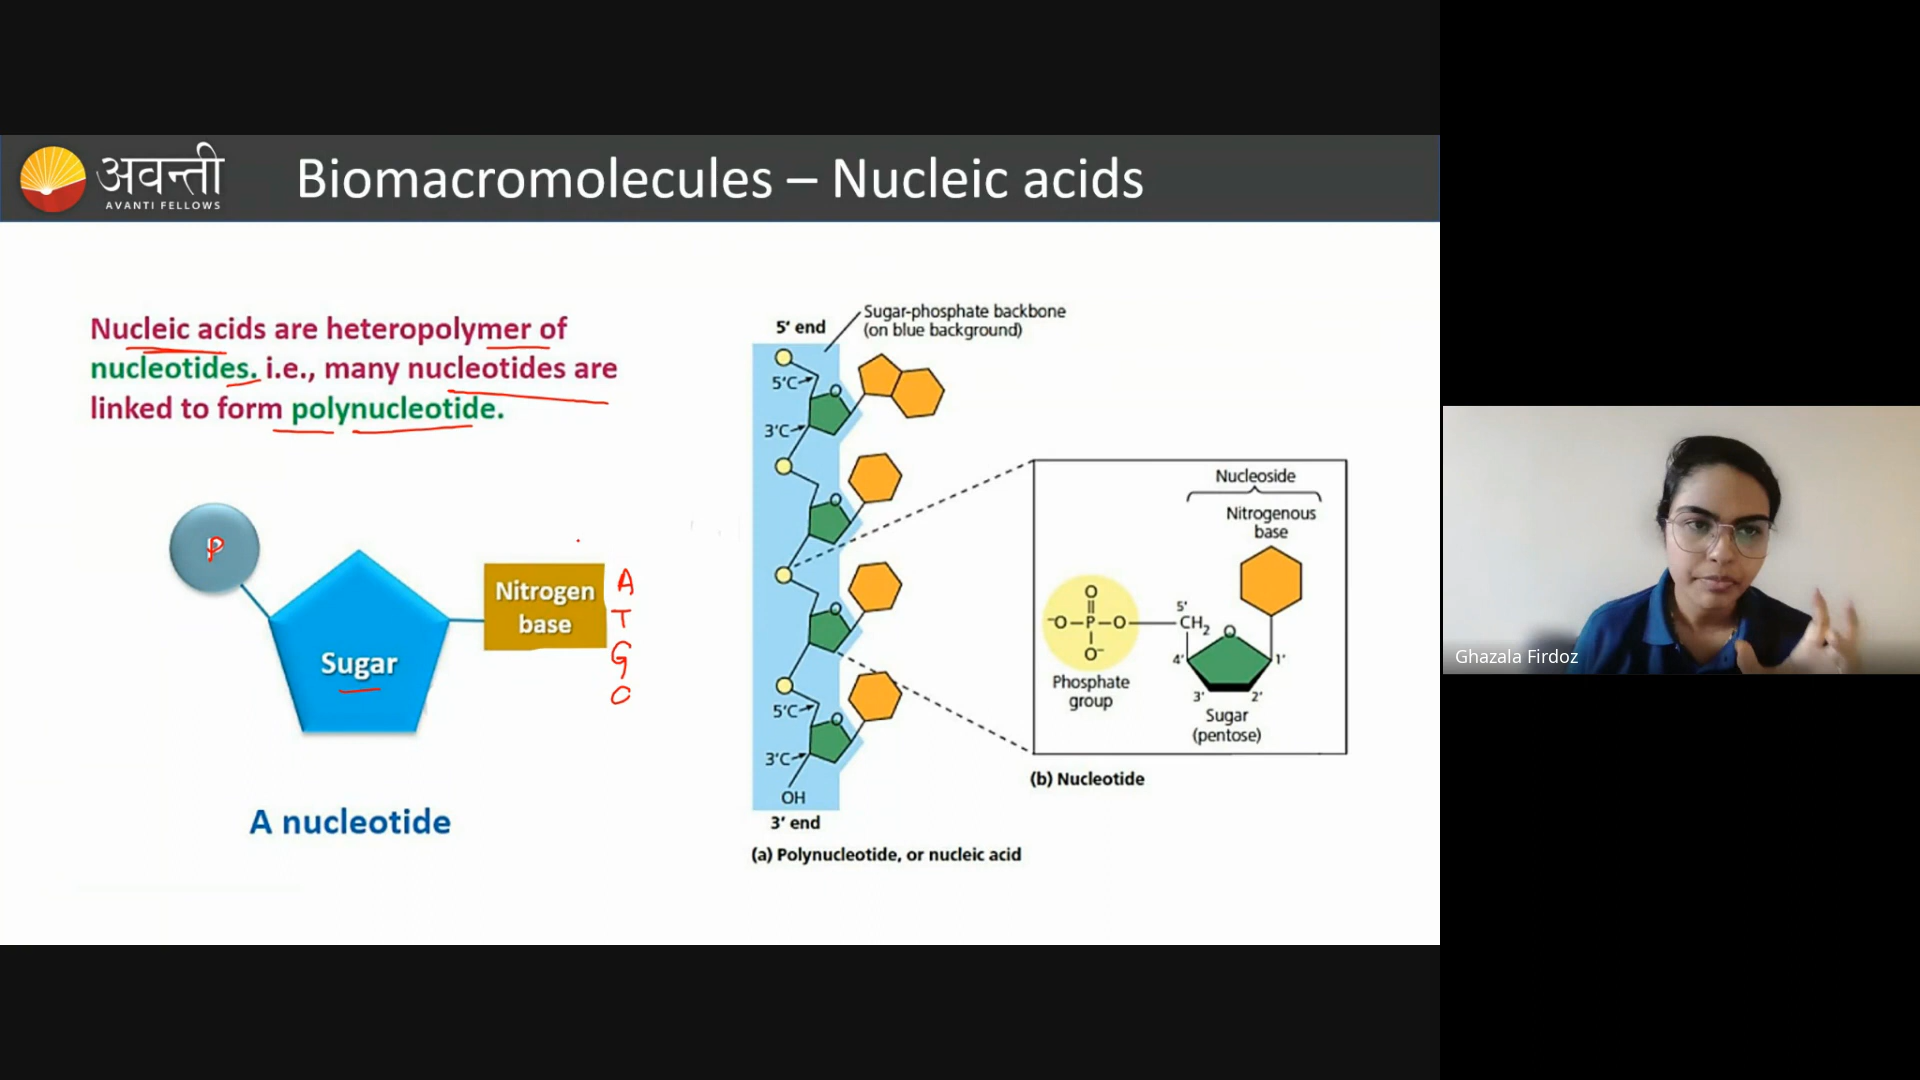 अवन्ती
AVANTI FELLOWS
Biomacromolecules – Nucleic acids
Nucleic acids are heteropolymer of
nucleotides. i.e., many nucleotides are
linked to form polynucleotide.
P
Sugar
Nitrogen
base
A
T
G
C
A nucleotide
5' end
Sugar-phosphate backbone
(on blue background)
5'C
O
3'C
O
O
5'C
O
3'C
OH
3' end
(a) Polynucleotide, or nucleic acid
Nucleoside
Nitrogenous
base
O
⁻O–P–O
O⁻
Phosphate
group
5'
CH₂
O
4'
1'
3'
2'
Sugar
(pentose)
(b) Nucleotide
Ghazala Firdoz